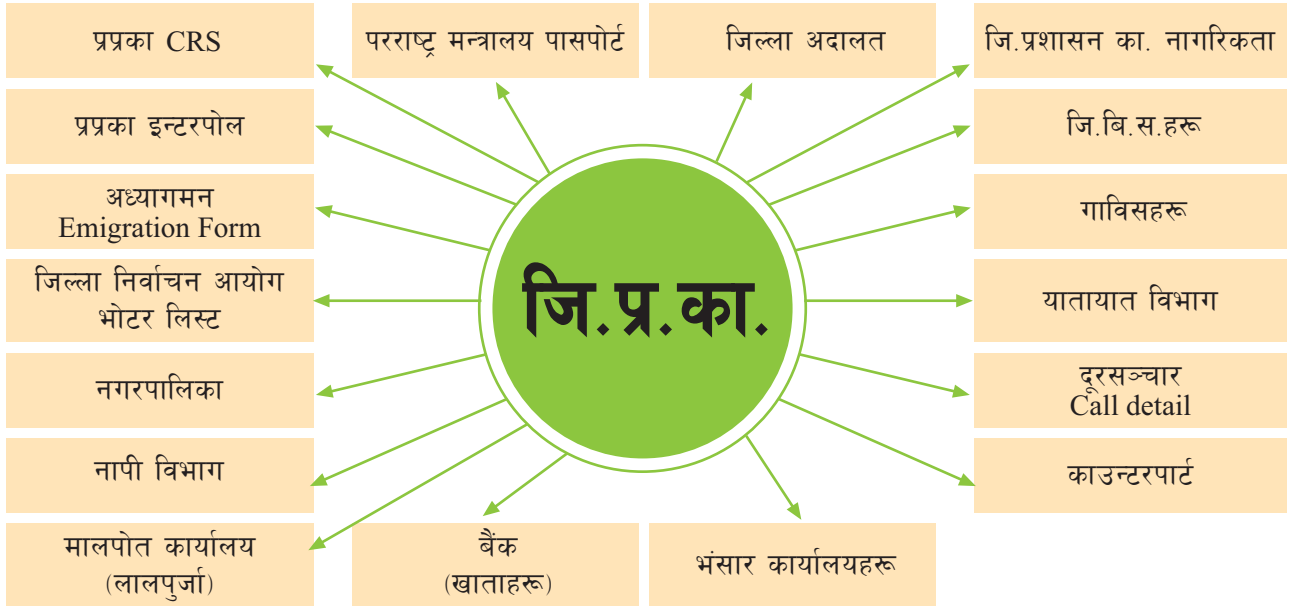 प्रप्रका CRS
परराष्ट्र मन्त्रालय पासपोर्ट
जिल्ला अदालत
जि.प्रशासन का. नागरिकता
प्रप्रका इन्टरपोल
जि.बि.स.हरू
अध्यागमन
Emigration Form
गाविसहरू
जिल्ला निर्वाचन आयोग
भोटर लिस्ट
जि.प्र.का.
यातायात विभाग
नगरपालिका
दूरसञ्चार
Call detail
नापी विभाग
काउन्टरपार्ट
मालपोत कार्यालय
(लालपुर्जा)
बैंक
(खाताहरू)
भंसार कार्यालयहरू